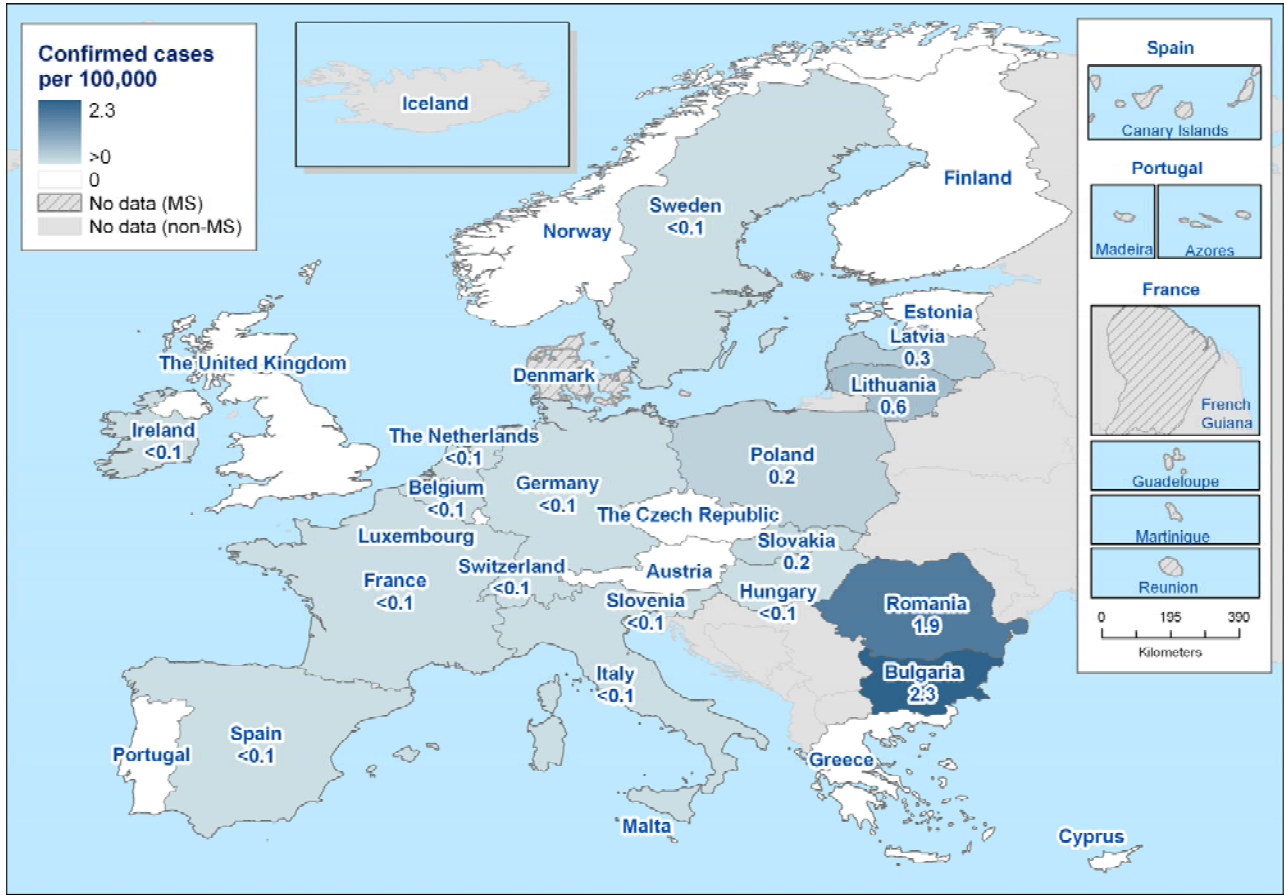 Confirmed cases
per 100,000
2.3
>0
0
No data (MS)
No data (non-MS)
Iceland
Spain
Canary Islands
Portugal
Madeira
Azores
France
French
Guiana
Guadeloupe
Martinique
Reunion
0 195 390
Kilometers
Finland
Sweden
<0.1
Norway
Estonia
Latvia
0.3
Lithuania
0.6
The United Kingdom
Denmark
Ireland
<0.1
The Netherlands
<0.1
Belgium
<0.1
Germany
<0.1
Poland
0.2
The Czech Republic
Luxembourg
Slovakia
0.2
Switzerland
<0.1
Austria
France
<0.1
Slovenia
<0.1
Hungary
<0.1
Romania
1.9
Bulgaria
2.3
Italy
<0.1
Spain
<0.1
Portugal
Greece
Malta
Cyprus